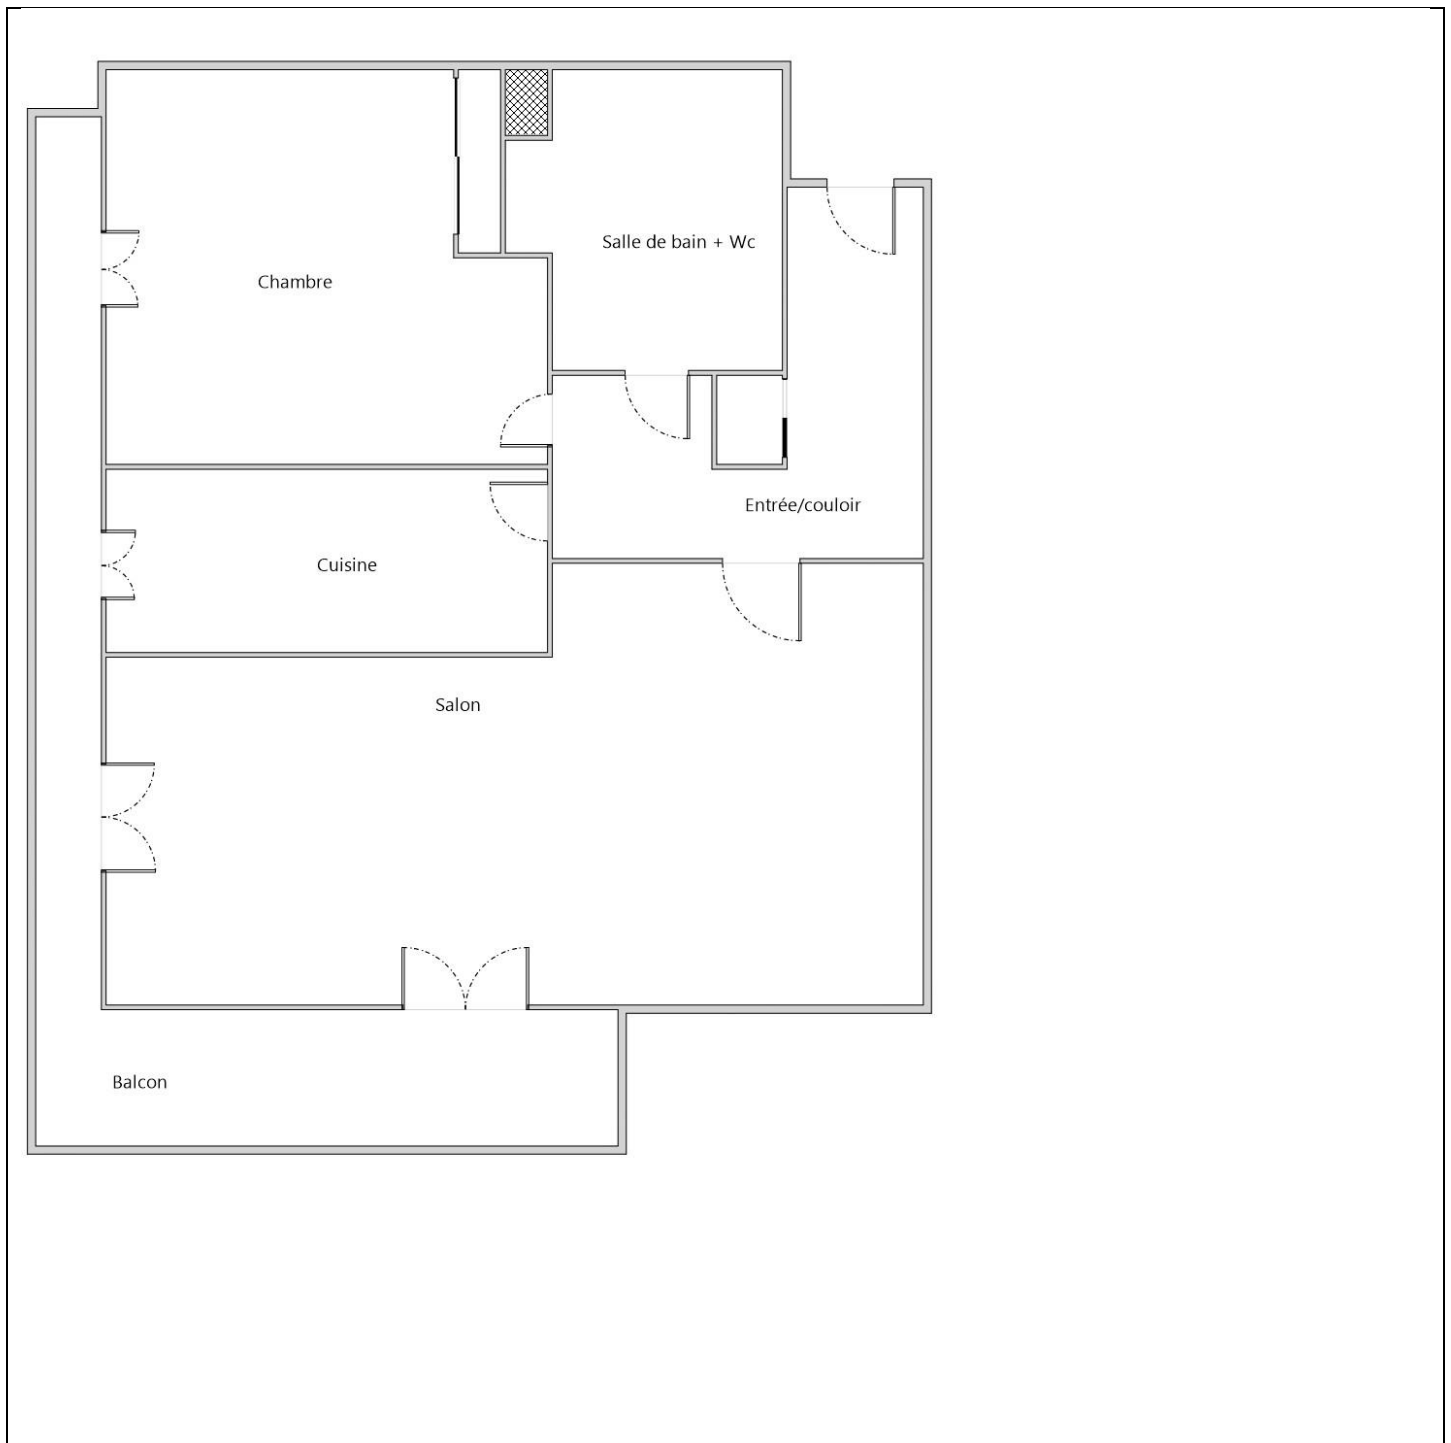 Salle de bain + Wc
Chambre
Entrée/couloir
Cuisine
Salon
Balcon